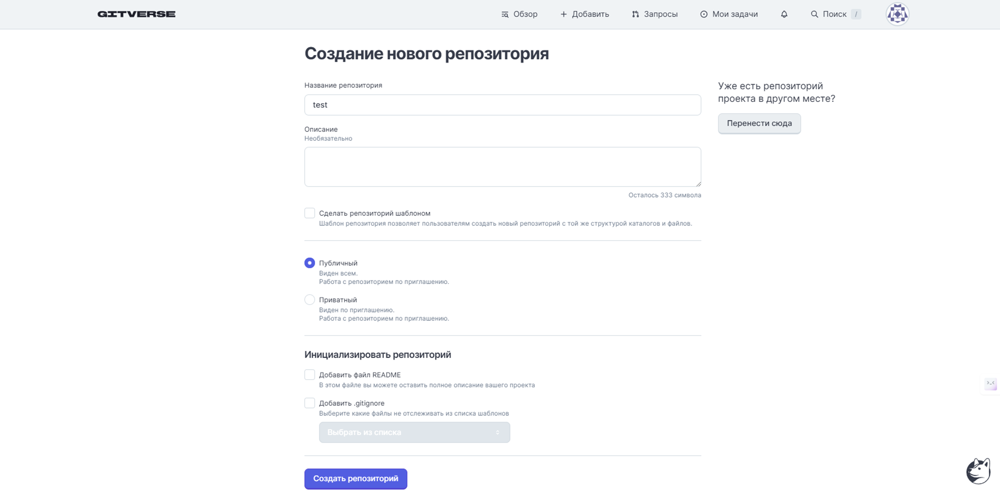 GITVERSE
Обзор
Добавить
Запросы
Мои задачи
Поиск /
Создание нового репозитория
Название репозитория
test
Описание
Необязательно
Осталось 333 символа
Сделать репозиторий шаблоном
Шаблон репозитория позволяет пользователям создать новый репозиторий с той же структурой каталогов и файлов.
Публичный
Виден всем.
Работа с репозиторием по приглашению.
Приватный
Виден по приглашению.
Работа с репозиторием по приглашению.
Инициализировать репозиторий
Добавить файл README
В этом файле вы можете оставить полное описание вашего проекта
Добавить .gitignore
Выберите какие файлы не отслеживать из списка шаблонов
Выбрать из списка
Создать репозиторий
Уже есть репозиторий
проекта в другом месте?
Перенести сюда